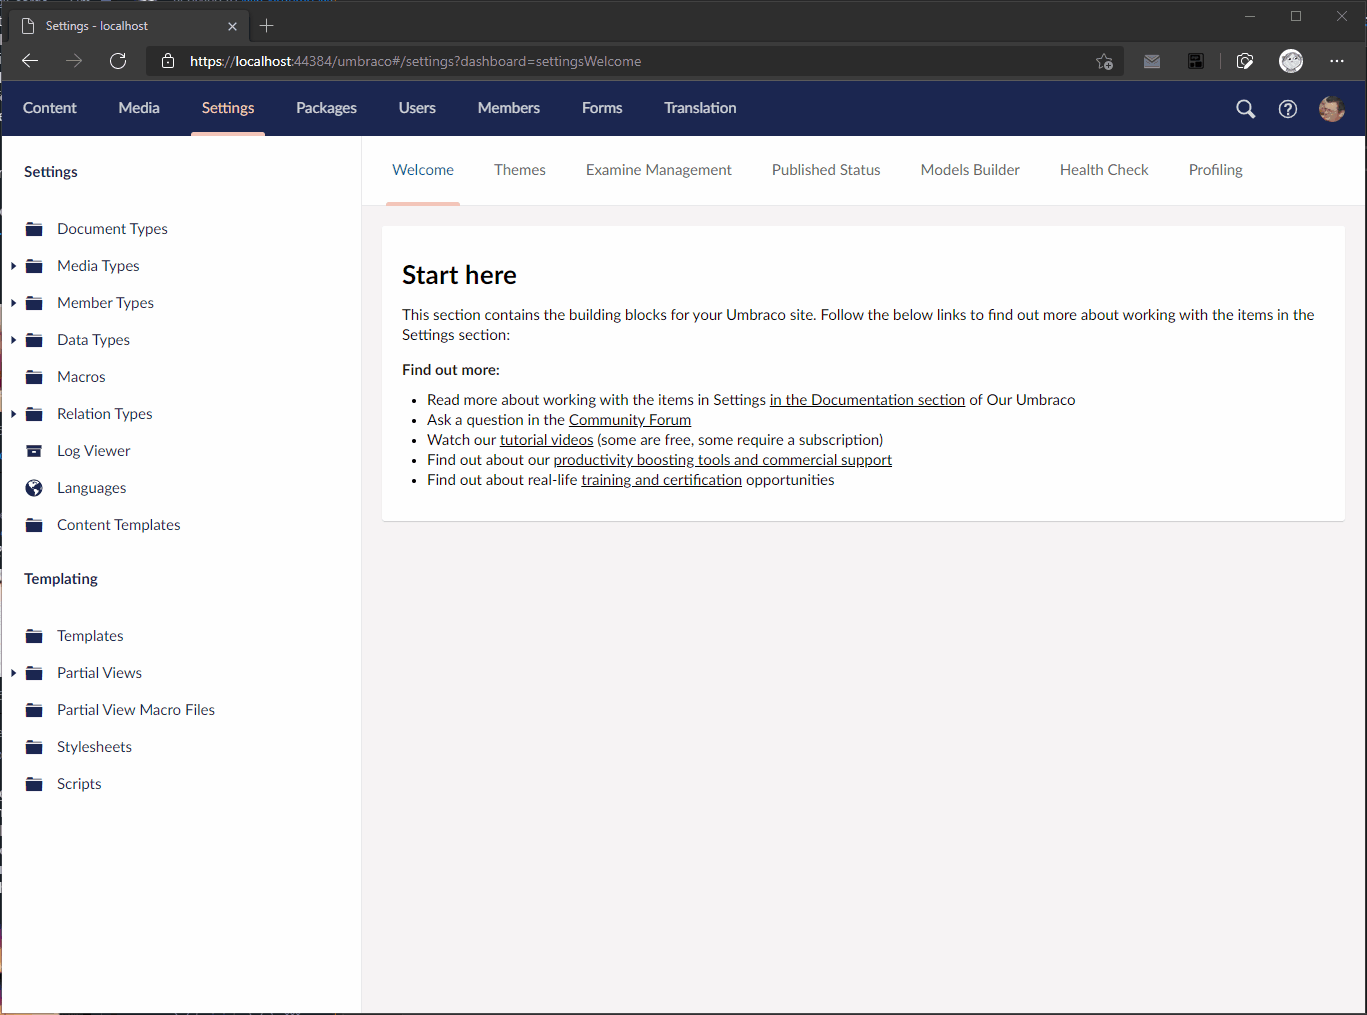 Settings - localhost
https://localhost:44384/umbraco#/settings?dashboard=settingsWelcome
Content Media Settings Packages Users Members Forms Translation
Settings
Document Types
Media Types
Member Types
Data Types
Macros
Relation Types
Log Viewer
Languages
Content Templates
Templating
Templates
Partial Views
Partial View Macro Files
Stylesheets
Scripts
Welcome Themes Examine Management Published Status Models Builder Health Check Profiling
Start here
This section contains the building blocks for your Umbraco site. Follow the below links to find out more about working with the items in the
Settings section:
Find out more:
• Read more about working with the items in Settings in the Documentation section of Our Umbraco
• Ask a question in the Community Forum
• Watch our tutorial videos (some are free, some require a subscription)
• Find out about our productivity boosting tools and commercial support
• Find out about real-life training and certification opportunities